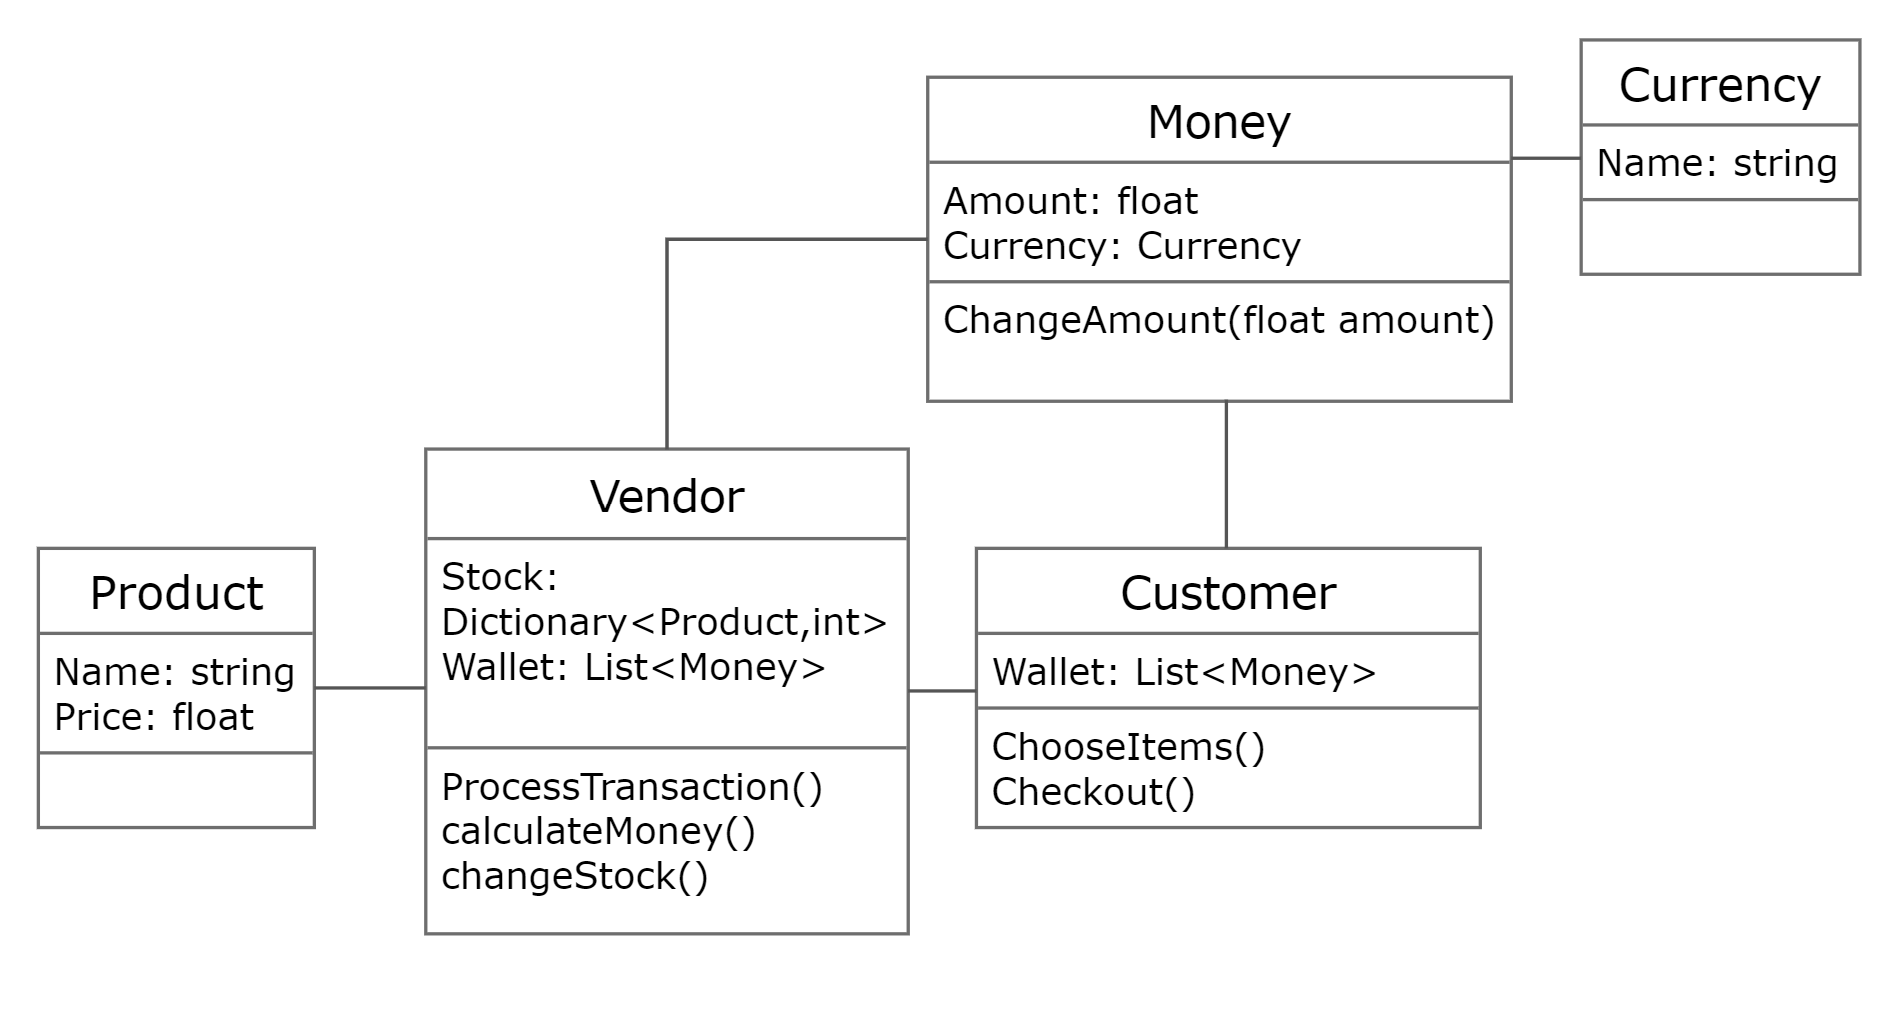 Currency
Name: string
Money
Amount: float
Currency: Currency
ChangeAmount(float amount)
Vendor
Stock:
Dictionary<Product,int>
Wallet: List<Money>
ProcessTransaction()
calculateMoney()
changeStock()
Product
Name: string
Price: float
Customer
Wallet: List<Money>
ChooseItems()
Checkout()